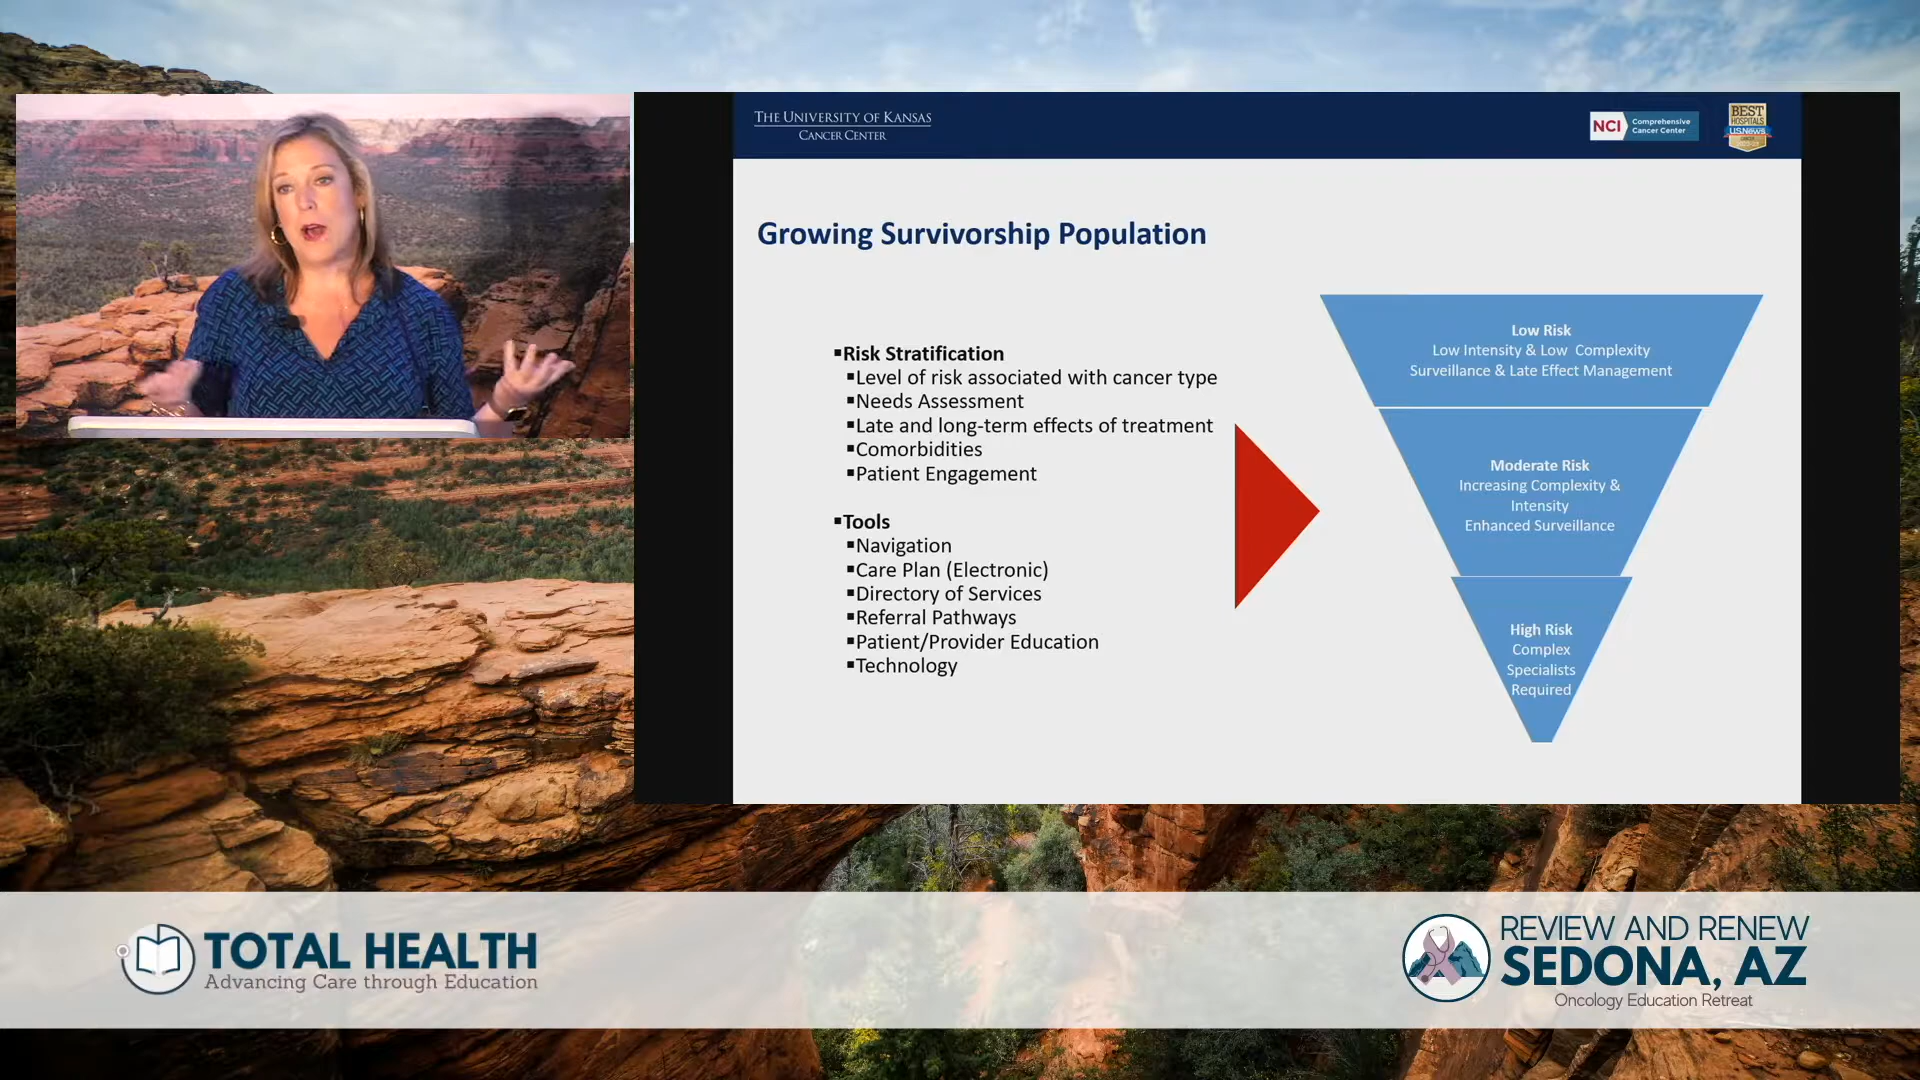 THE UNIVERSITY OF KANSAS
CANCER CENTER
NCI
Comprehensive
Cancer Center
BEST
HOSPITALS
U.S.News
Growing Survivorship Population
▪Risk Stratification
▪Level of risk associated with cancer type
▪Needs Assessment
▪Late and long-term effects of treatment
▪Comorbidities
▪Patient Engagement
▪Tools
▪Navigation
▪Care Plan (Electronic)
▪Directory of Services
▪Referral Pathways
▪Patient/Provider Education
▪Technology
Low Risk
Low Intensity & Low Complexity
Surveillance & Late Effect Management
Moderate Risk
Increasing Complexity &
Intensity
Enhanced Surveillance
High Risk
Complex
Specialists
Required
TOTAL HEALTH
Advancing Care through Education
REVIEW AND RENEW
SEDONA, AZ
Oncology Education Retreat